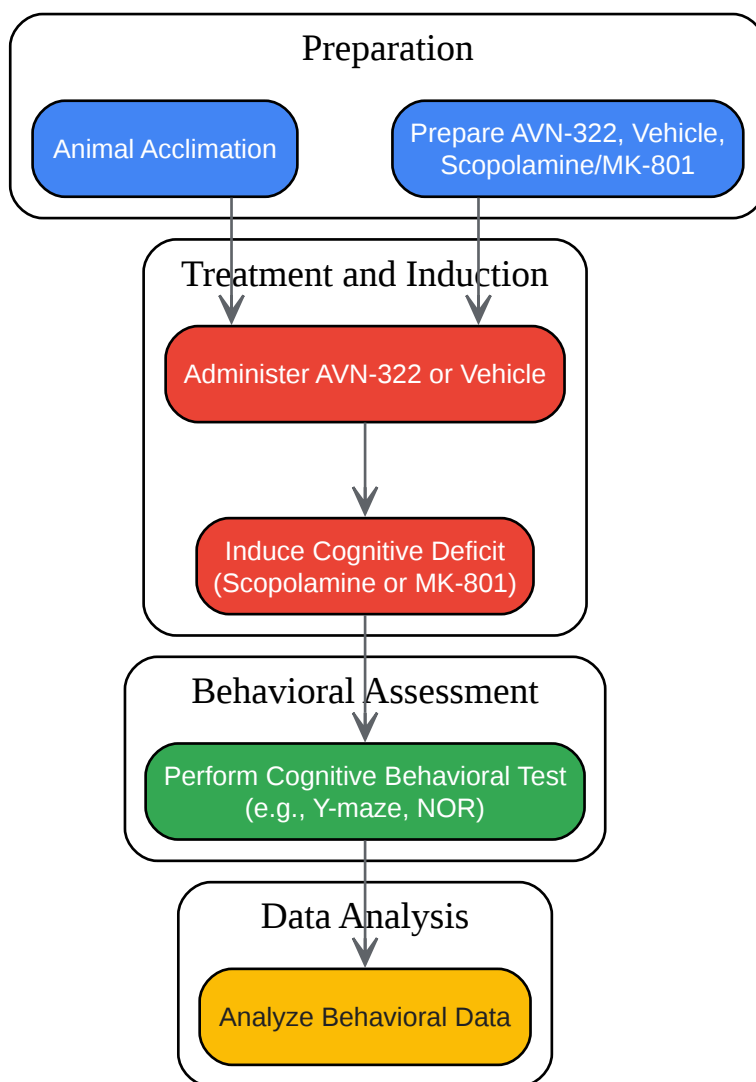 Preparation
Animal Acclimation
Prepare AVN-322, Vehicle,
Scopolamine/MK-801
Treatment and Induction
Administer AVN-322 or Vehicle
Induce Cognitive Deficit
(Scopolamine or MK-801)
Behavioral Assessment
Perform Cognitive Behavioral Test
(e.g., Y-maze, NOR)
Data Analysis
Analyze Behavioral Data